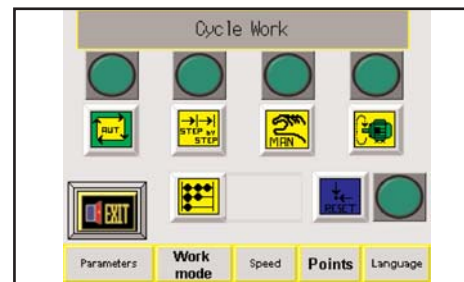 Cycle Work
AUT
STEP BY
STEP
MAN
EXIT
RESET
Parameters
Work
mode
Speed
Points
Language